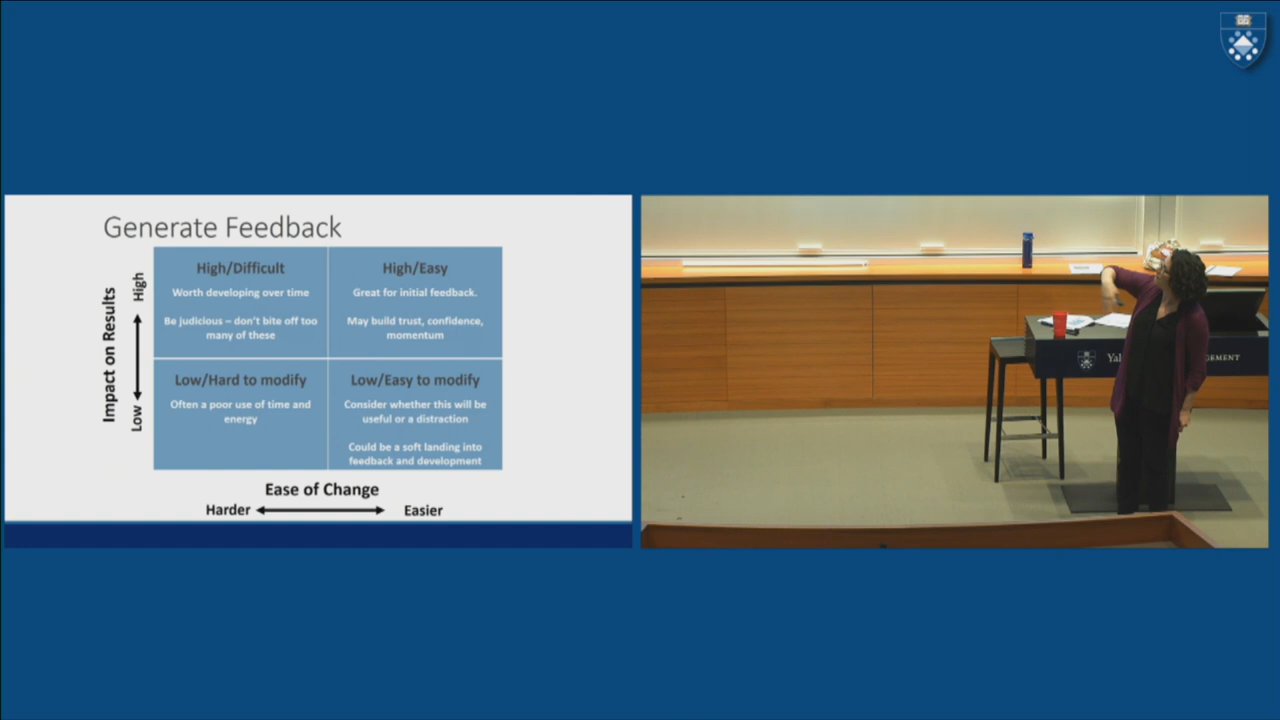 Generate Feedback
Impact on Results
High
Low
High/Difficult
Worth developing over time
Be judicious – don't bite off too
many of these
High/Easy
Great for initial feedback.
May build trust, confidence,
momentum
Low/Hard to modify
Often a poor use of time and
energy
Low/Easy to modify
Consider whether this will be
useful or a distraction
Could be a soft landing into
feedback and development
Ease of Change
Harder
Easier
Yal
GEMENT